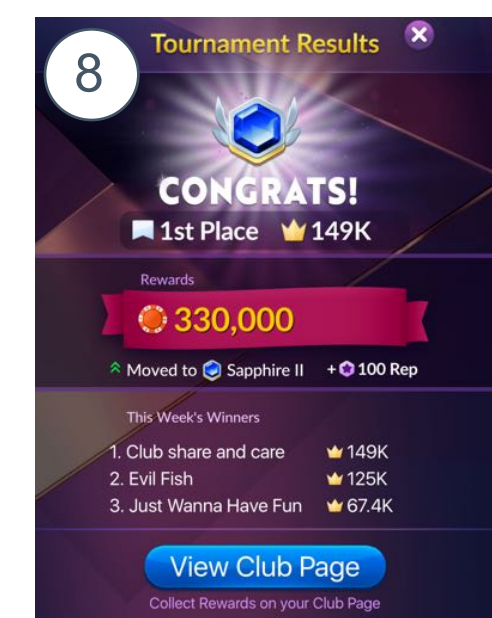 8
Tournament Results
CONGRATS!
1st Place 149K
Rewards
330,000
Moved to Sapphire II + 100 Rep
This Week's Winners
1. Club share and care 149K
2. Evil Fish 125K
3. Just Wanna Have Fun 67.4K
View Club Page
Collect Rewards on your Club Page